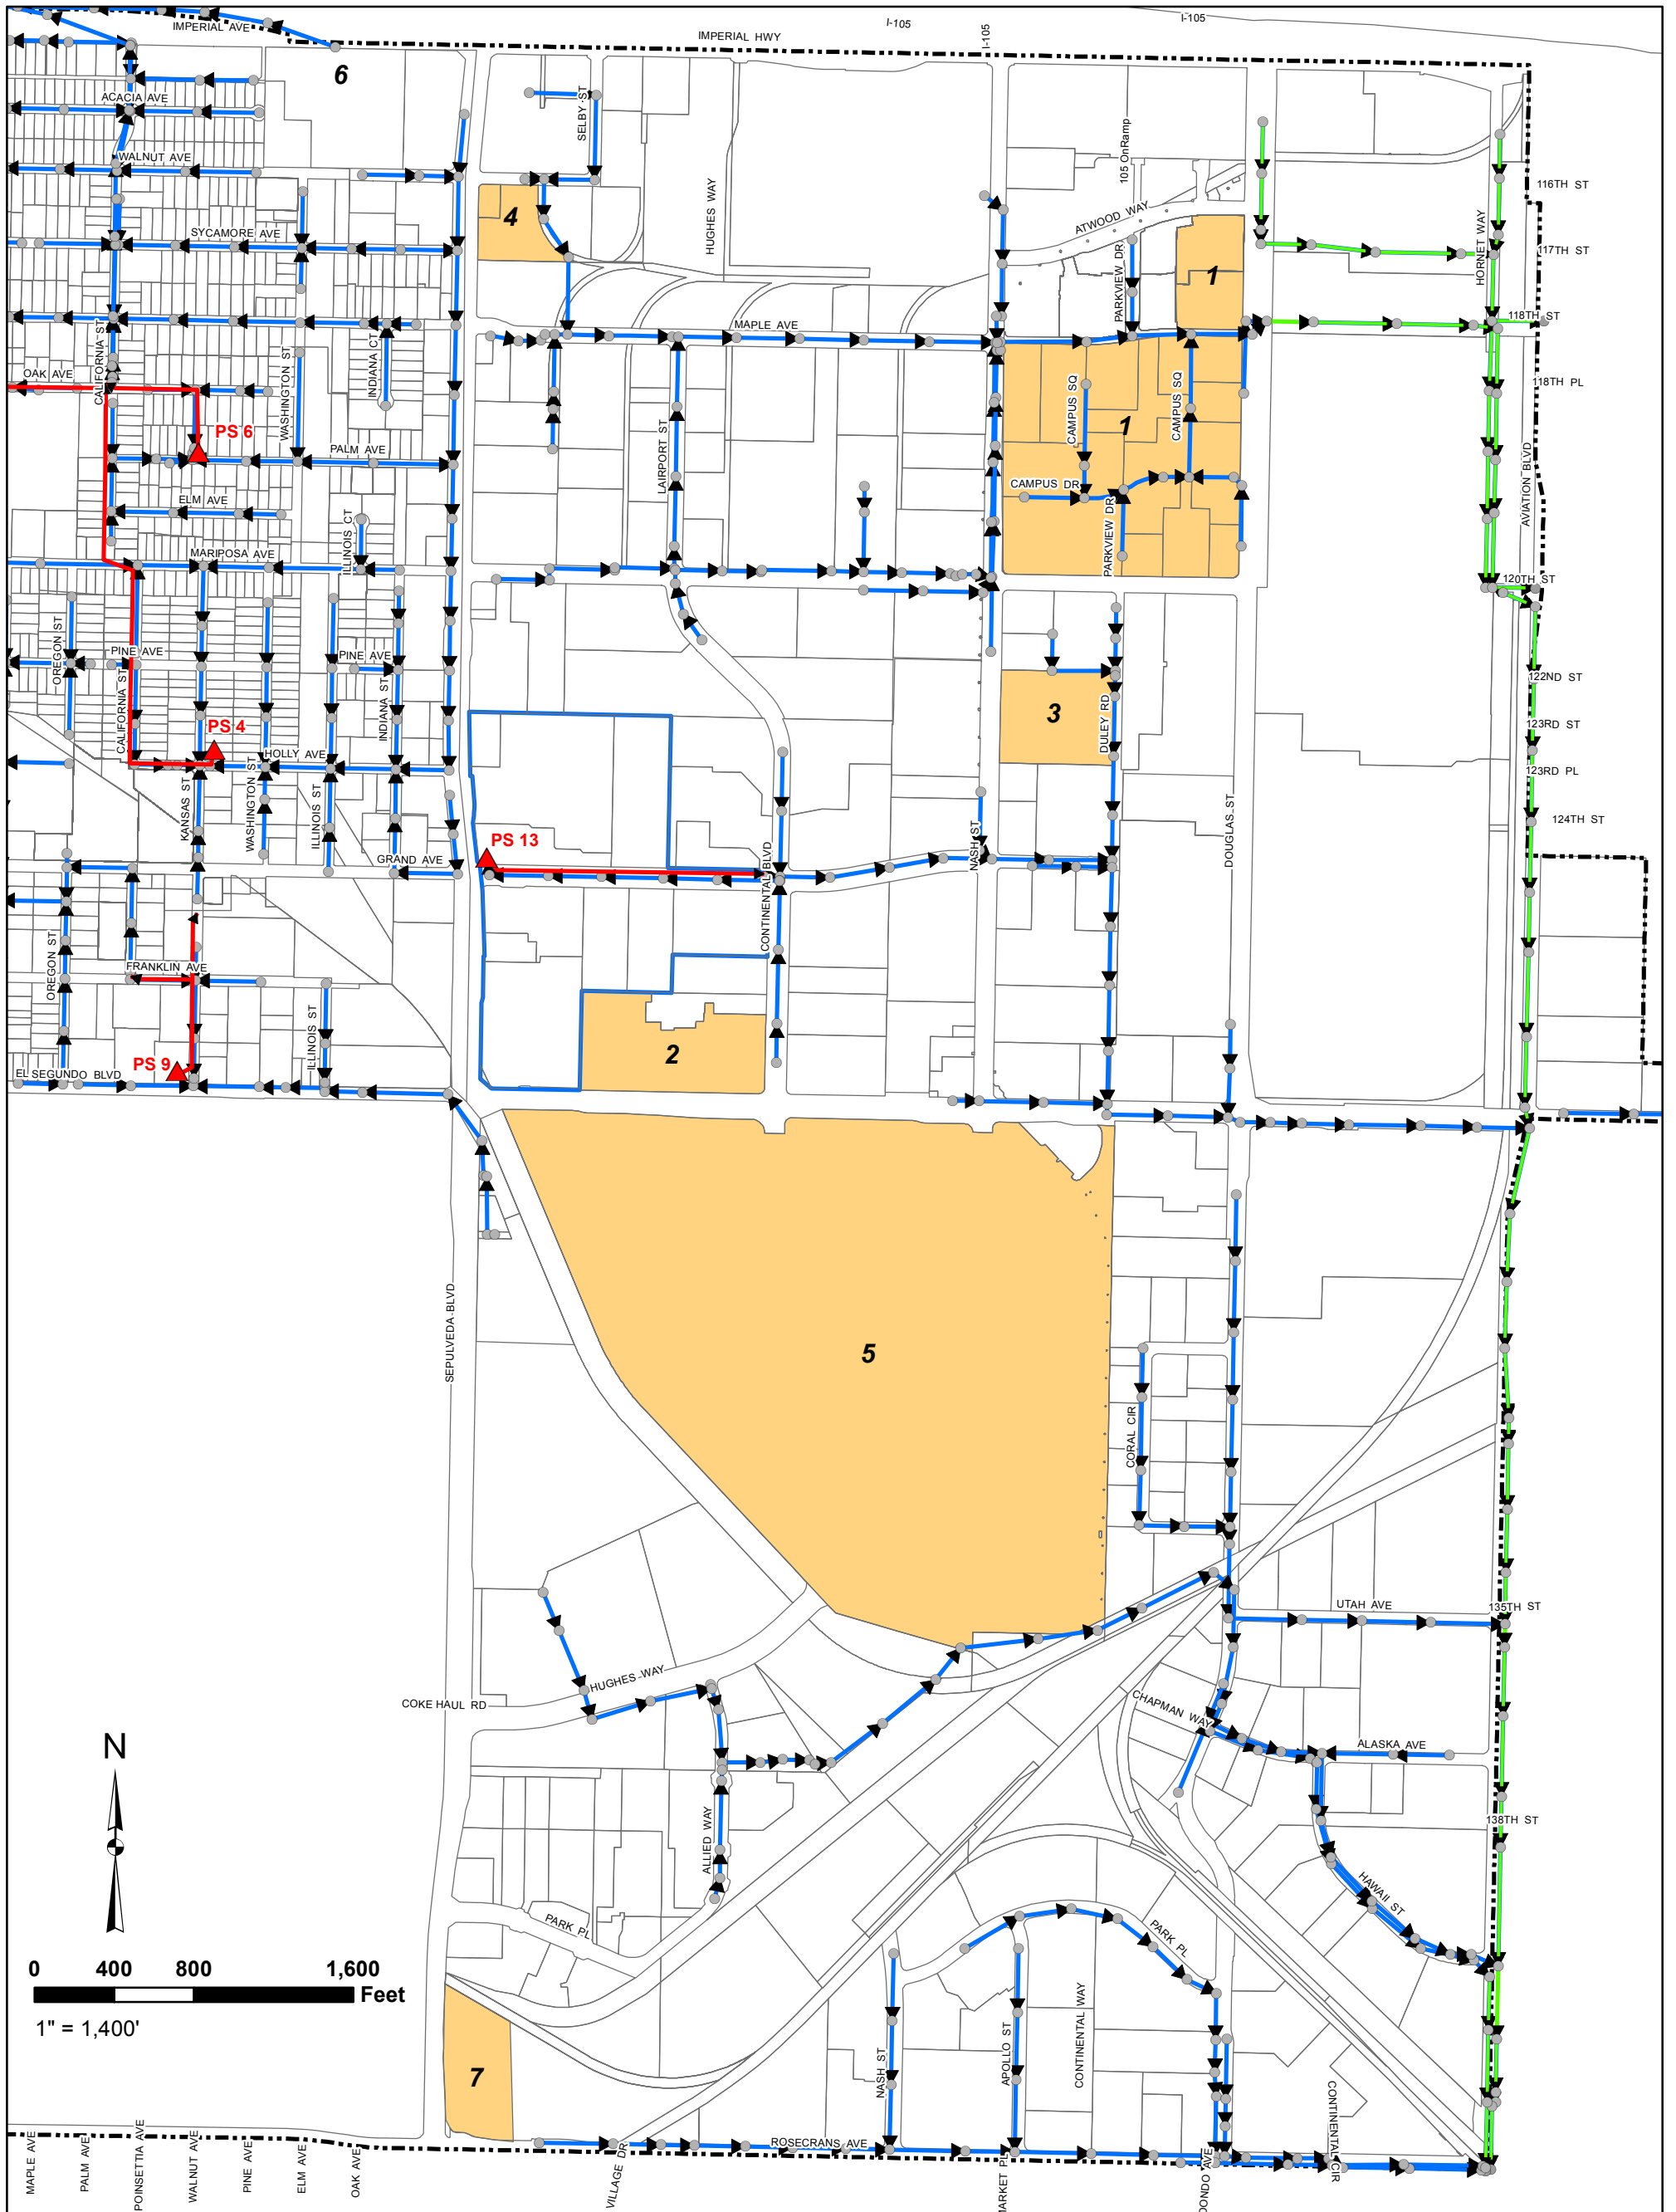 I-105
I-105
I-105
IMPERIAL AVE
IMPERIAL HWY
6
SELBY ST
ACACIA AVE
WALNUT AVE
HUGHES WAY
105 OnRamp
116TH ST
4
ATWOOD WAY
SYCAMORE AVE
PARKVIEW DR
1
HORNET WAY
117TH ST
CALIFORNIA ST
MAPLE AVE
118TH ST
OAK AVE
WASHINGTON ST
INDIANA CT
118TH PL
PS 6
CAMPUS SQ
1
CAMPUS SQ
PALM AVE
LAIRPORT ST
CAMPUS DR
AVIATION BLVD
ELM AVE
PARKVIEW DR
ILLINOIS CT
MARIPOSA AVE
120TH ST
OREGON ST
PINE AVE
PINE AVE
CALIFORNIA ST
INDIANA ST
122ND ST
PS 4
3
DULEY RD
123RD ST
HOLLY AVE
123RD PL
KANSAS ST
WASHINGTON ST
ILLINOIS ST
DOUGLAS ST
124TH ST
PS 13
NASH ST
GRAND AVE
CONTINENTAL BLVD
OREGON ST
FRANKLIN AVE
ILLINOIS ST
2
PS 9
EL SEGUNDO BLVD
SEPULVEDA BLVD
5
CORAL CIR
UTAH AVE
135TH ST
HUGHES WAY
COKE HAUL RD
CHAPMAN WAY
ALASKA AVE
N
138TH ST
ALLIED WAY
HAWAII ST
PARK PL
PARK PL
0 400 800 1,600
Feet
1" = 1,400'
NASH ST
APOLLO ST
CONTINENTAL WAY
7
CONTINENTAL CIR
ROSECRANS AVE
MAPLE AVE
PALM AVE
POINSETTIA AVE
WALNUT AVE
PINE AVE
ELM AVE
OAK AVE
VILLAGE DR